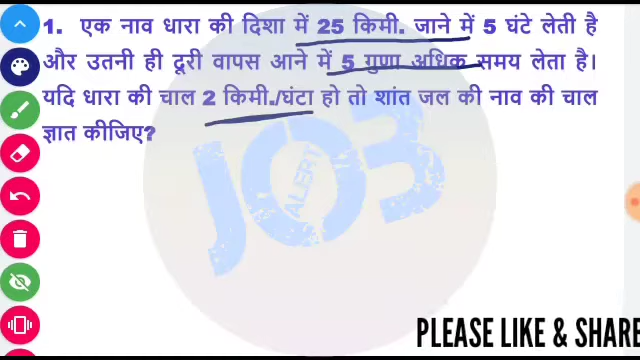 1. एक नाव धारा की दिशा में 25 किमी. जाने में 5 घंटे लेती है
और उतनी ही दूरी वापस आने में 5 गुणा अधिक समय लेता है।
यदि धारा की चाल 2 किमी./घंटा हो तो शांत जल की नाव की चाल
ज्ञात कीजिए?
JOB
ALERT
PLEASE LIKE & SHARE